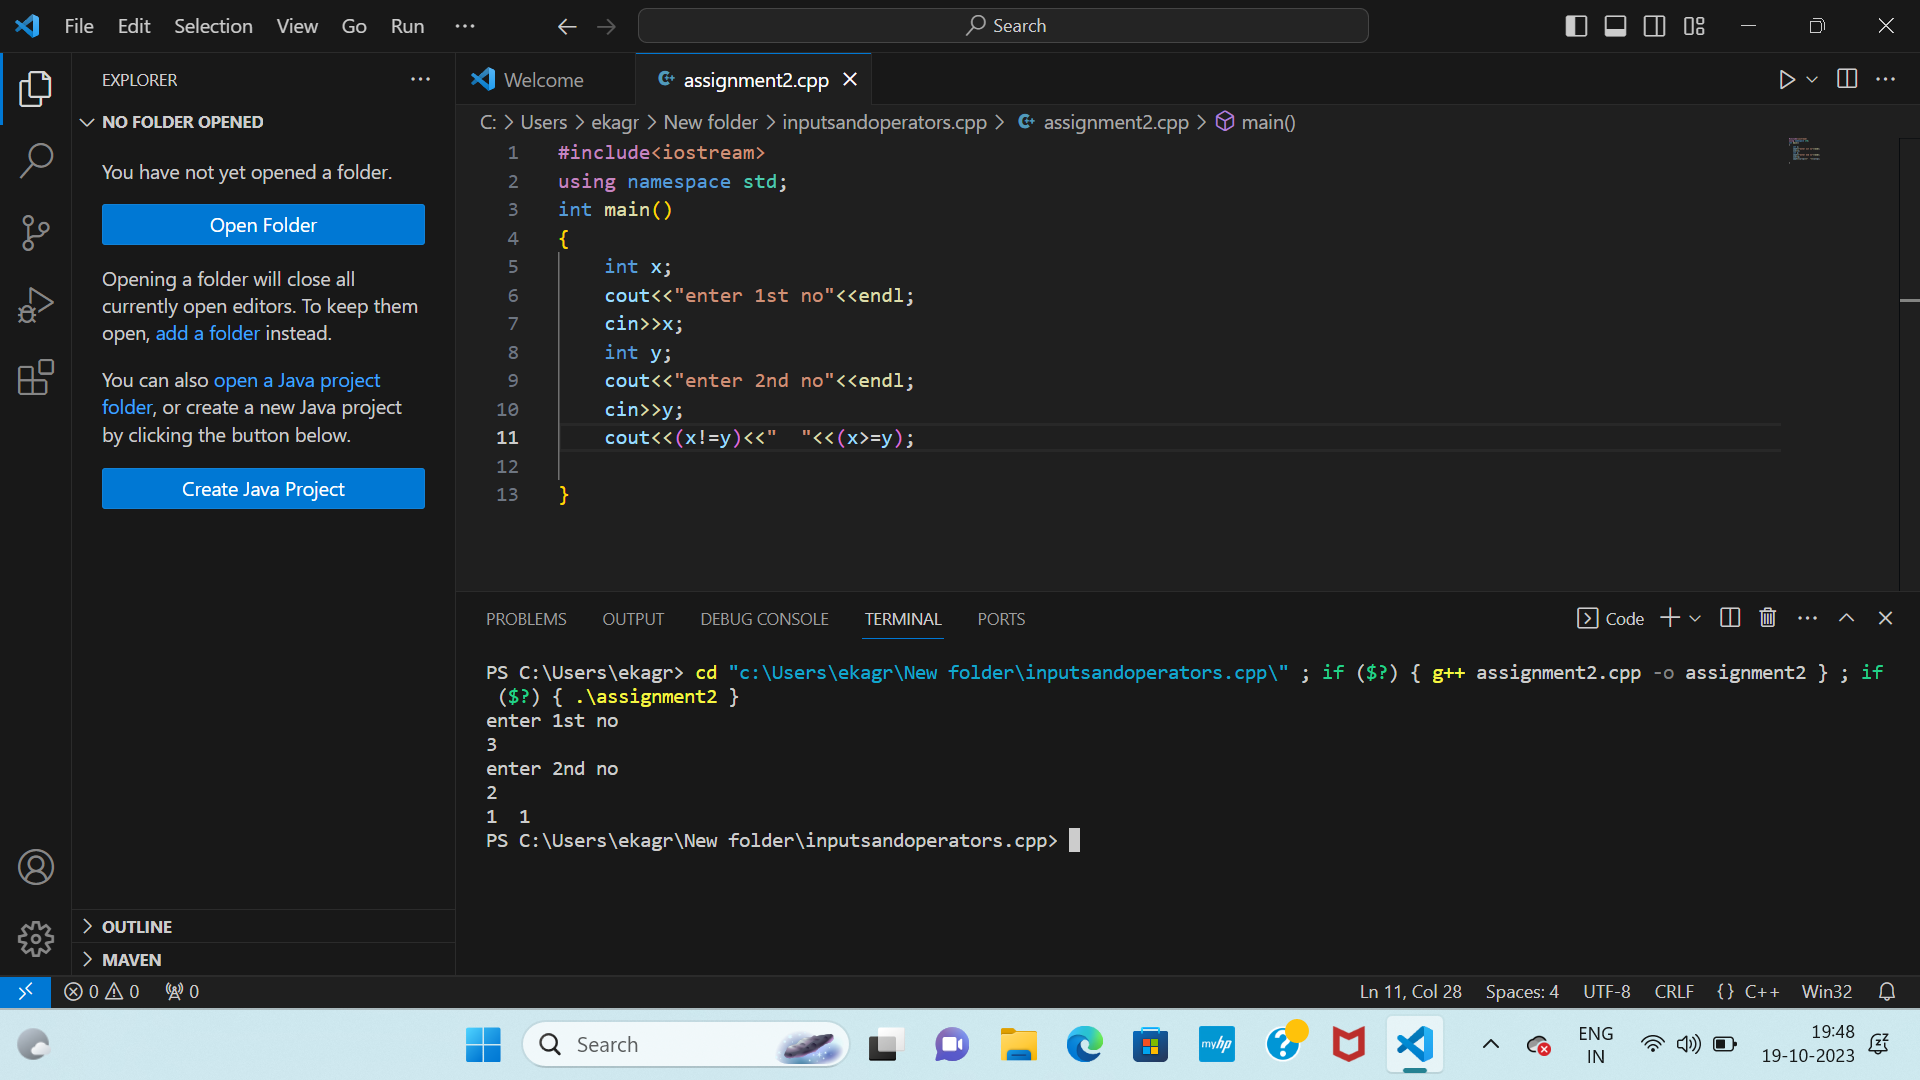 File Edit Selection View Go Run ··· Search
EXPLORER ···
NO FOLDER OPENED
You have not yet opened a folder.
Open Folder
Opening a folder will close all
currently open editors. To keep them
open, add a folder instead.
You can also open a Java project
folder, or create a new Java project
by clicking the button below.
Create Java Project
OUTLINE
MAVEN
Welcome assignment2.cpp
C: > Users > ekagr > New folder > inputsandoperators.cpp > assignment2.cpp > main()
1 #include<iostream>
2 using namespace std;
3 int main()
4 {
5 int x;
6 cout<<"enter 1st no"<<endl;
7 cin>>x;
8 int y;
9 cout<<"enter 2nd no"<<endl;
10 cin>>y;
11 cout<<(x!=y)<<"  "<<(x>=y);
12
13 }
PROBLEMS OUTPUT DEBUG CONSOLE TERMINAL PORTS Code
PS C:\Users\ekagr> cd "c:\Users\ekagr\New folder\inputsandoperators.cpp\" ; if ($?) { g++ assignment2.cpp -o assignment2 } ; if
($?) { .\assignment2 }
enter 1st no
3
enter 2nd no
2
1  1
PS C:\Users\ekagr\New folder\inputsandoperators.cpp>
0 0 0 Ln 11, Col 28 Spaces: 4 UTF-8 CRLF {} C++ Win32
Search myhp ENG 19:48
IN 19-10-2023